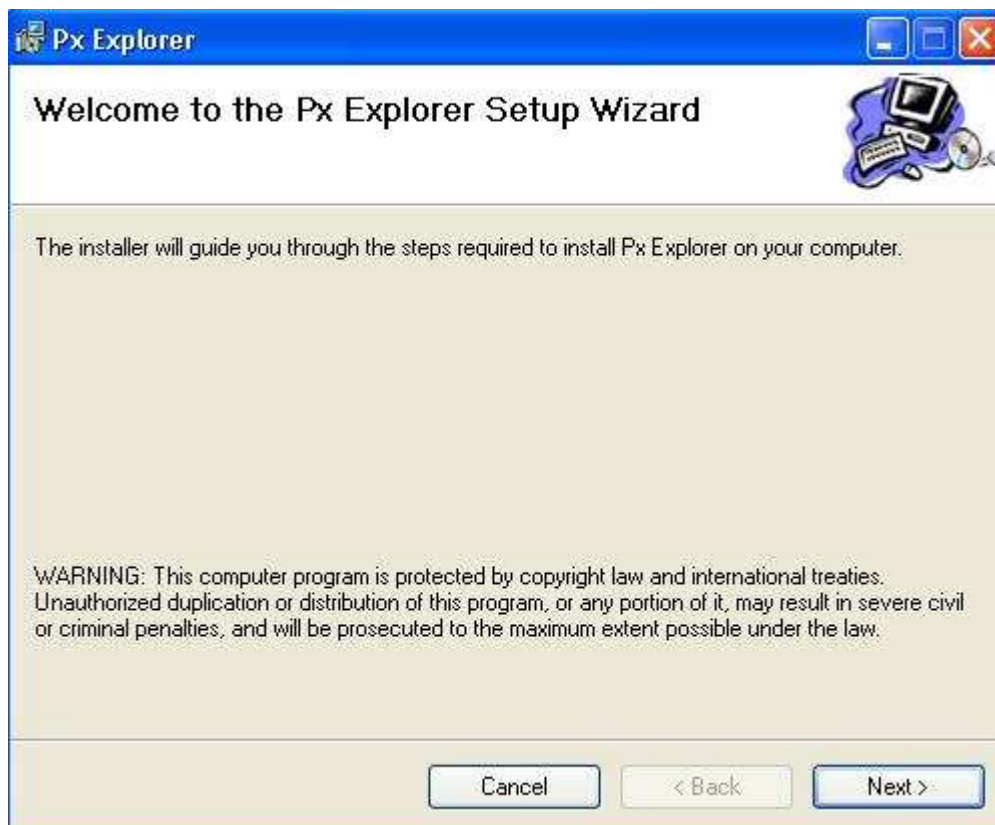 Px Explorer
Welcome to the Px Explorer Setup Wizard
The installer will guide you through the steps required to install Px Explorer on your computer.
WARNING: This computer program is protected by copyright law and international treaties.
Unauthorized duplication or distribution of this program, or any portion of it, may result in severe civil
or criminal penalties, and will be prosecuted to the maximum extent possible under the law.
Cancel < Back Next >